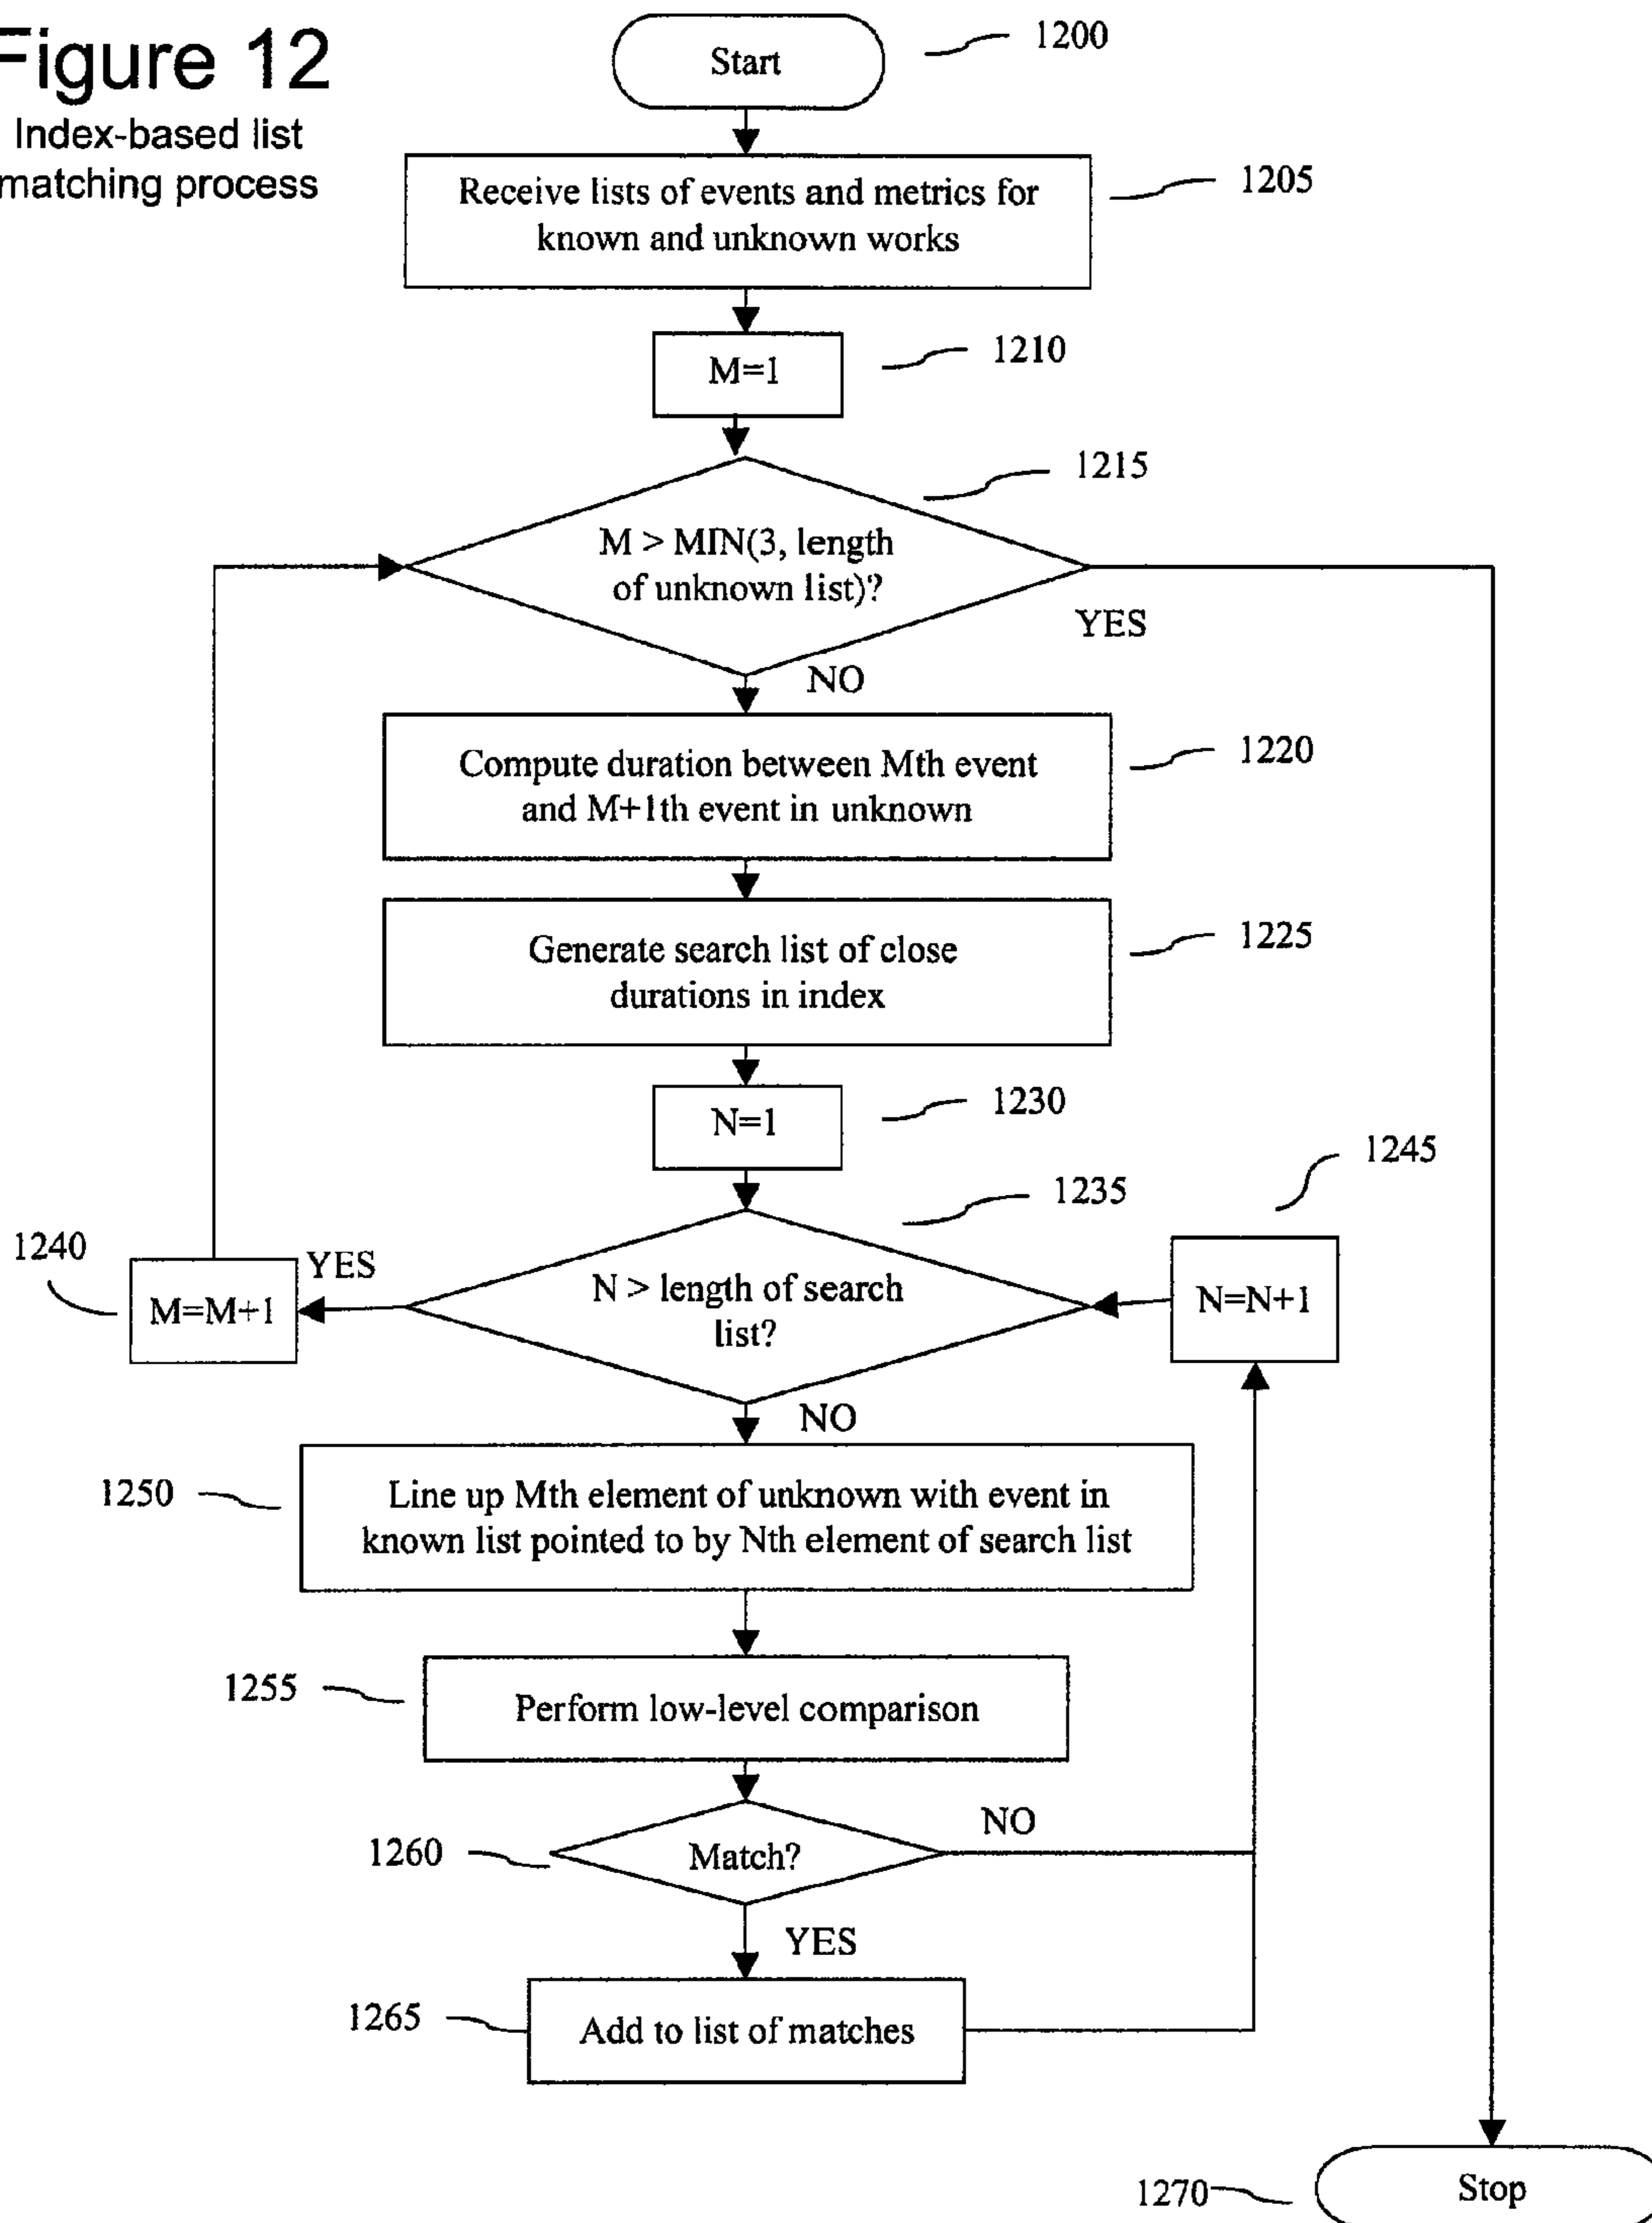 Figure 12
Index-based list
matching process
Start
1200
Receive lists of events and metrics for
known and unknown works
1205
M=1
1210
1215
M > MIN(3, length
of unknown list)?
YES
NO
Compute duration between Mth event
and M+1th event in unknown
1220
Generate search list of close
durations in index
1225
N=1
1230
1245
1235
1240
YES
M=M+1
N > length of search
list?
N=N+1
NO
1250
Line up Mth element of unknown with event in
known list pointed to by Nth element of search list
1255
Perform low-level comparison
1260
Match?
NO
YES
1265
Add to list of matches
1270
Stop